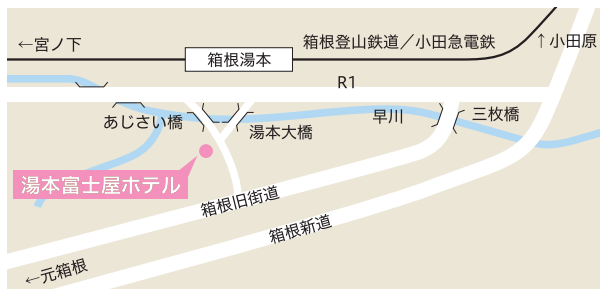 ←宮ノ下
箱根湯本
箱根登山鉄道／小田急電鉄
↑小田原
R1
あじさい橋
湯本大橋
早川
三枚橋
湯本富士屋ホテル
箱根旧街道
箱根新道
←元箱根